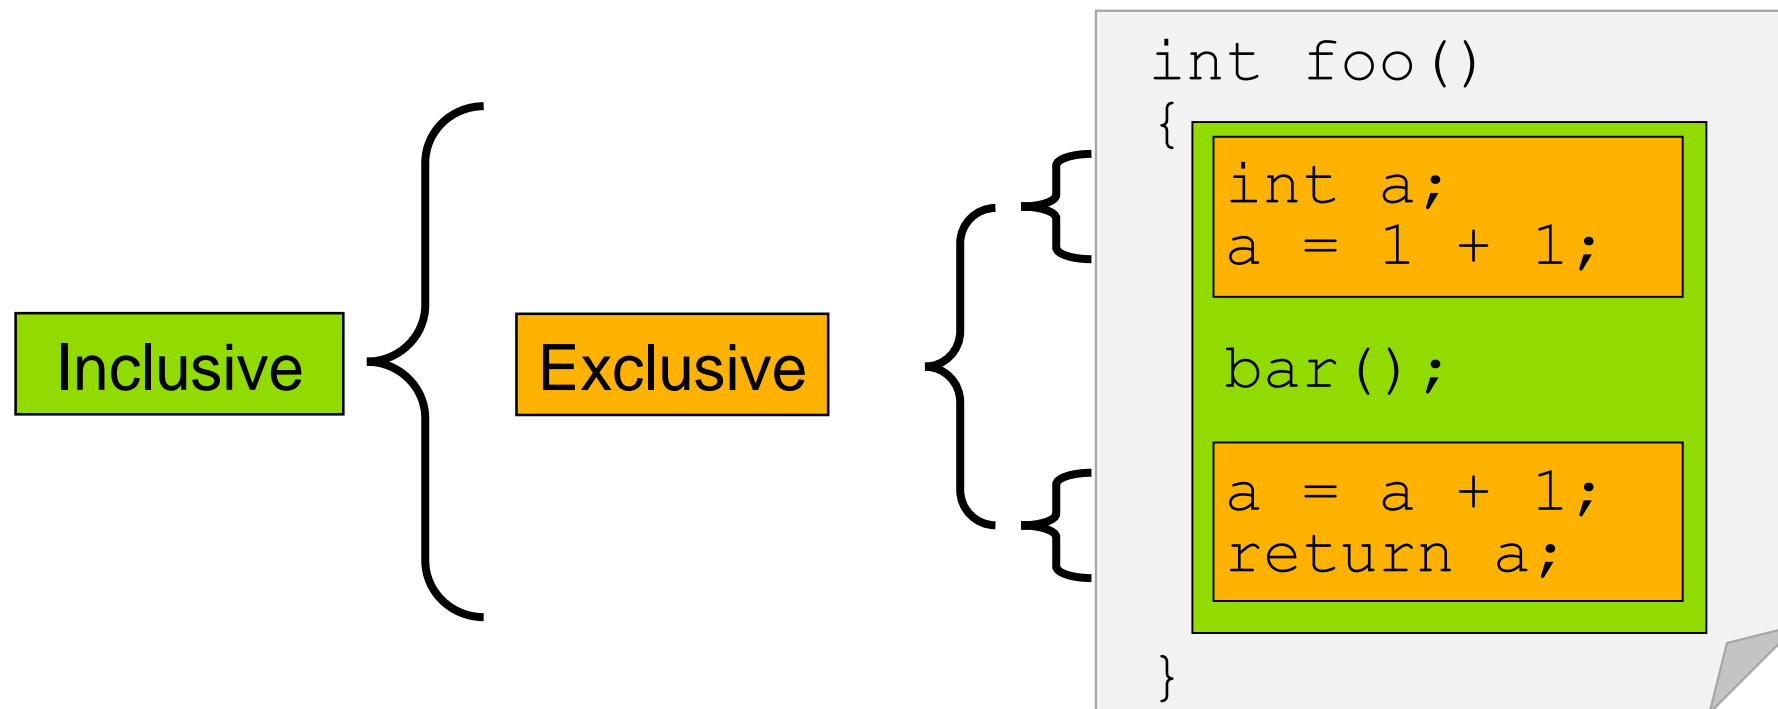 Inclusive
Exclusive
int foo()
{
int a;
a = 1 + 1;
bar();
a = a + 1;
return a;
}